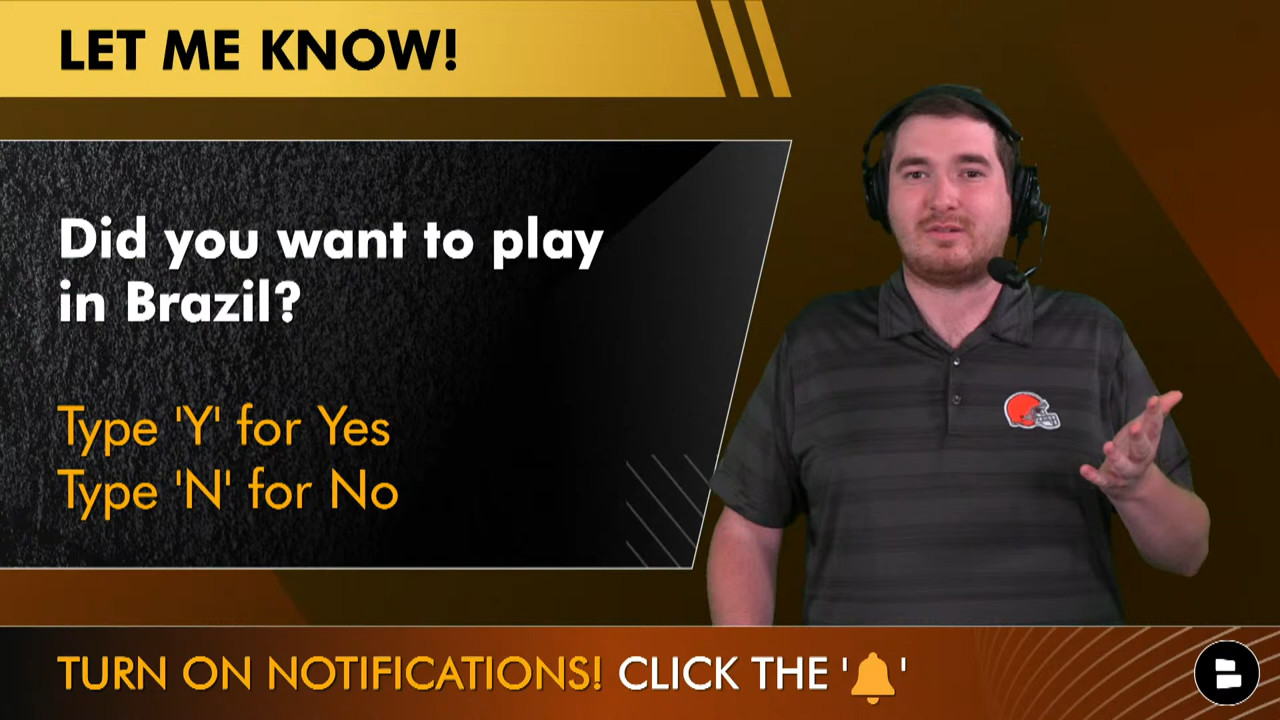 LET ME KNOW!
Did you want to play
in Brazil?
Type 'Y' for Yes
Type 'N' for No
TURN ON NOTIFICATIONS! CLICK THE ' '